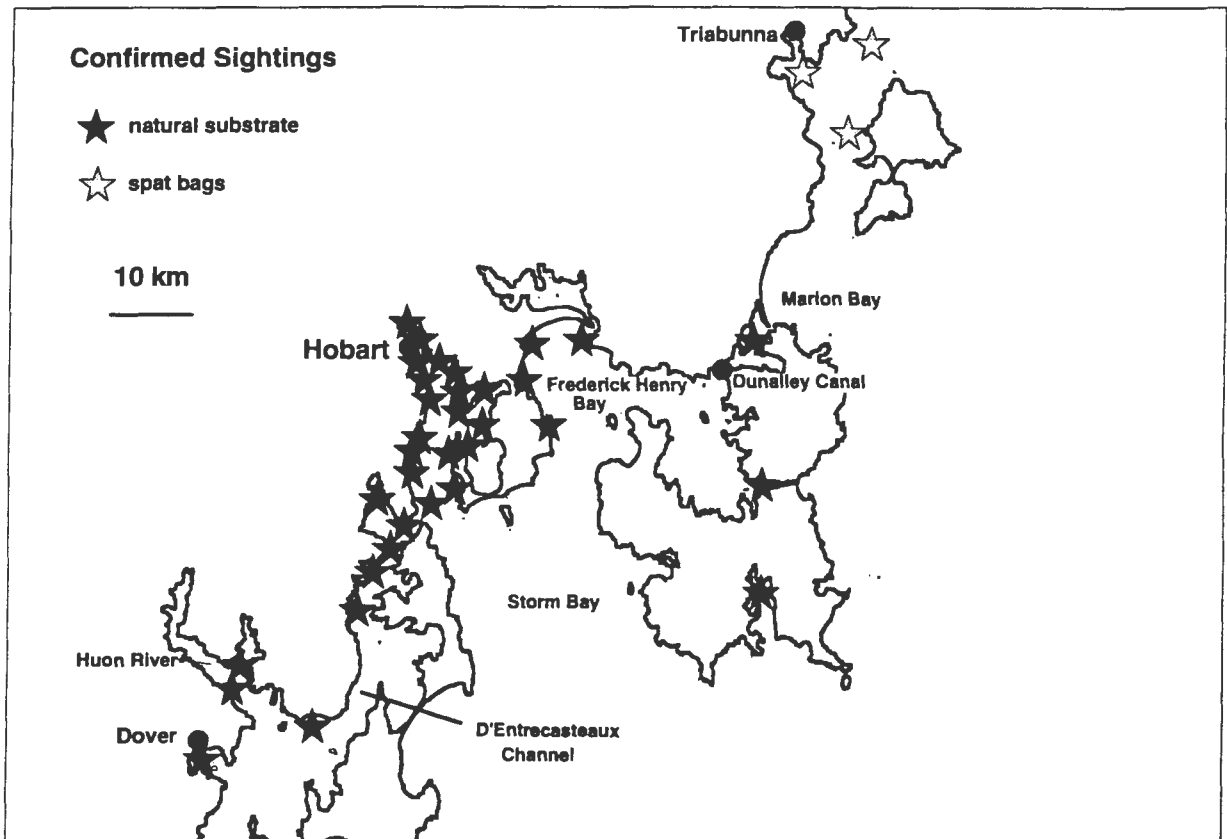 Confirmed Sightings
natural substrate
spat bags
10 km
Triabunna
Marion Bay
Hobart
Dunalley Canal
Frederick Henry
Bay
Storm Bay
Huon River
Dover
D'Entrecasteaux
Channel